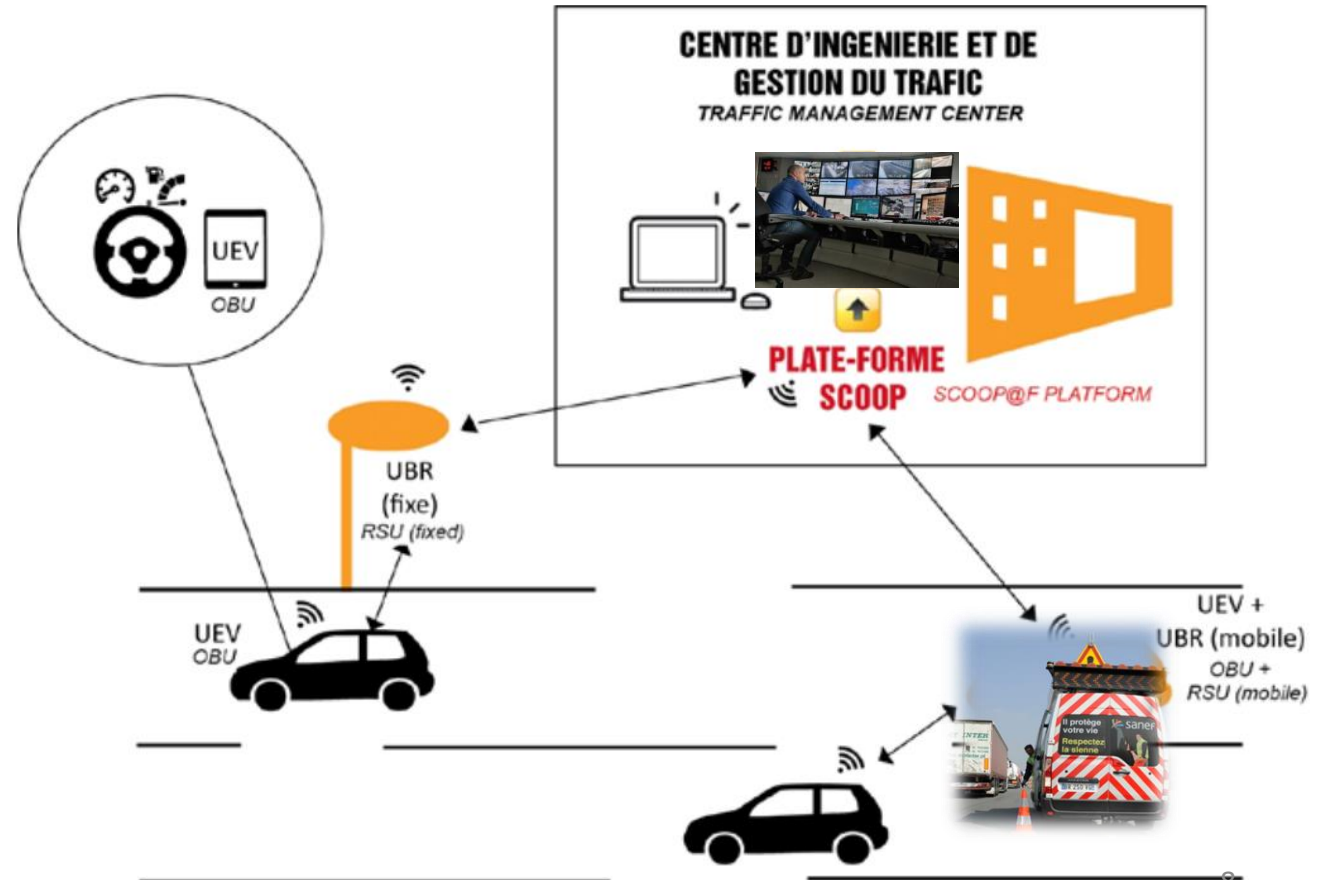 CENTRE D'INGENIERIE ET DE
GESTION DU TRAFIC
TRAFFIC MANAGEMENT CENTER
UEV
OBU
PLATE-FORME
SCOOP
SCOOP@F PLATFORM
UBR
(fixe)
RSU (fixed)
UEV
OBU
UEV +
UBR (mobile)
OBU +
RSU (mobile)
Il protège
votre vie
Respectez
la sienne
sanef